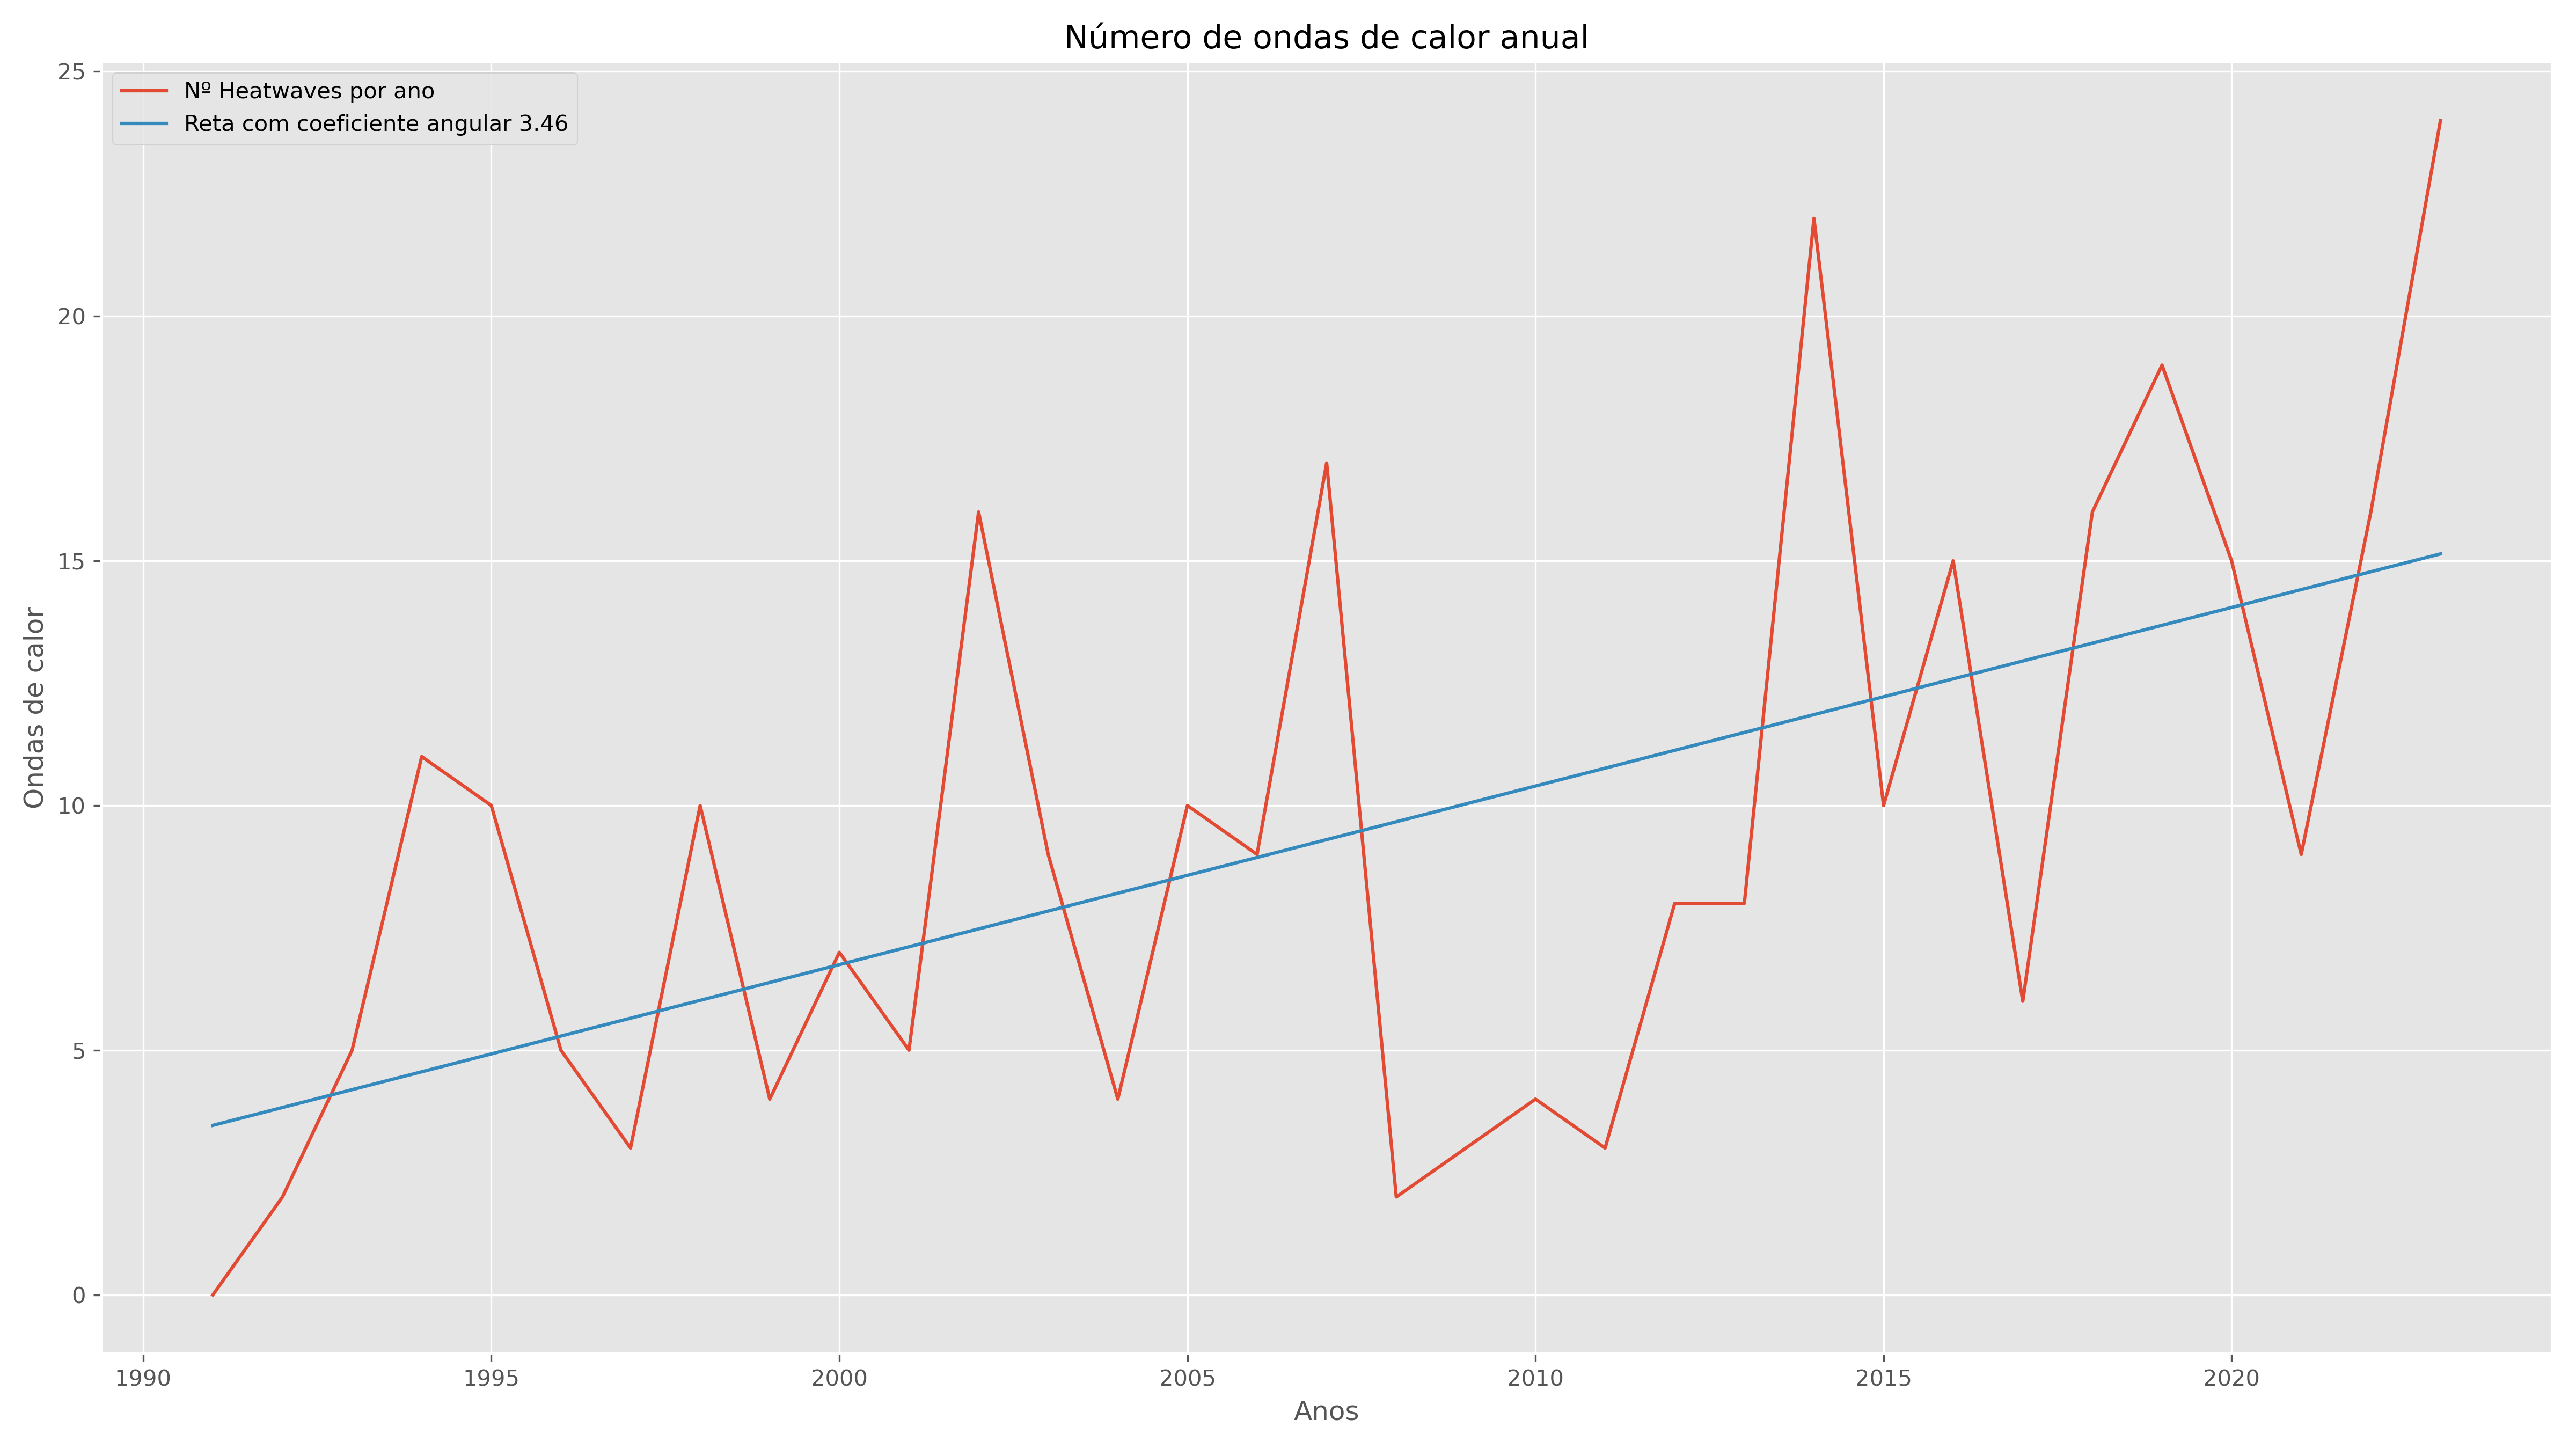 Número de ondas de calor anual
Nº Heatwaves por ano
Reta com coeficiente angular 3.46
25
20
15
10
5
0
Ondas de calor
1990 1995 2000 2005 2010 2015 2020
Anos